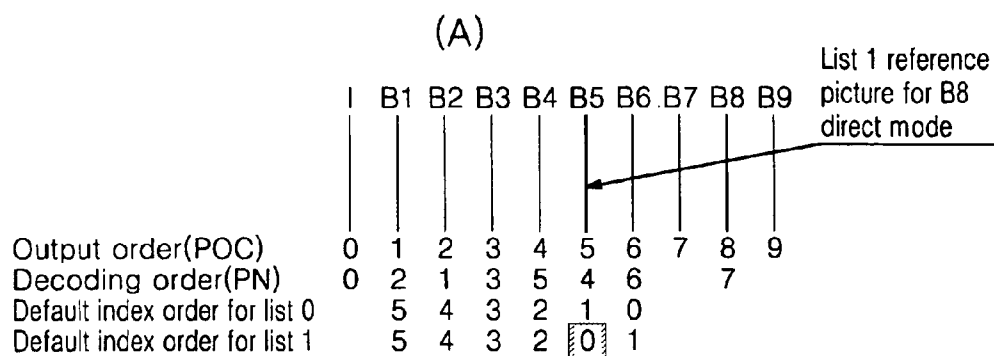 (A)
List 1 reference
picture for B8
direct mode
I B1 B2 B3 B4 B5 B6 B7 B8 B9
Output order(POC) 0 1 2 3 4 5 6 7 8 9
Decoding order(PN) 0 2 1 3 5 4 6 7
Default index order for list 0 5 4 3 2 1 0
Default index order for list 1 5 4 3 2 0 1